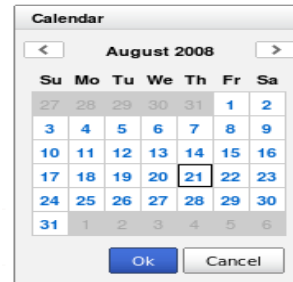 Calendar
< August 2008 >
Su Mo Tu We Th Fr Sa
27 28 29 30 31 1 2
3 4 5 6 7 8 9
10 11 12 13 14 15 16
17 18 19 20 21 22 23
24 25 26 27 28 29 30
31 1 2 3 4 5 6
Ok Cancel